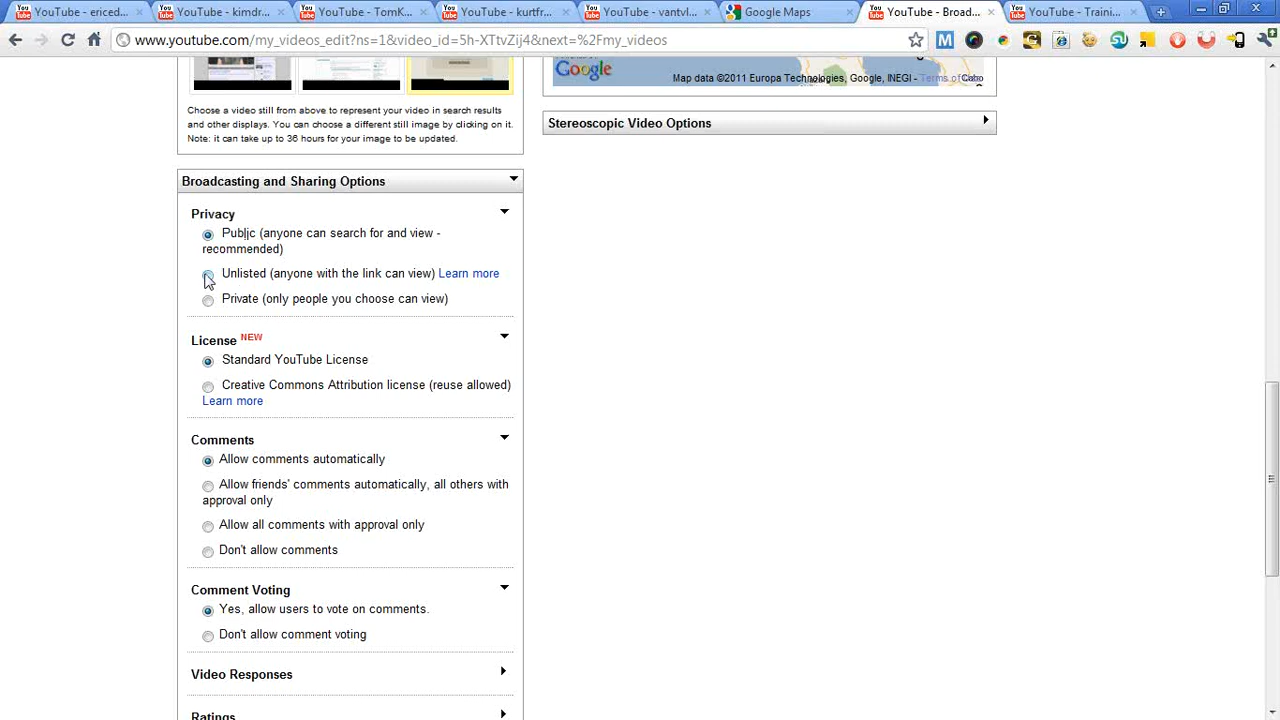 YouTube - ericed...
YouTube - kimdr...
YouTube - TomK...
YouTube - kurtfr...
YouTube - vantvl...
Google Maps
YouTube - Broad...
YouTube - Traini...
www.youtube.com/my_videos_edit?ns=1&video_id=5h-XTtvZij4&next=%2Fmy_videos
Google
Map data ©2011 Europa Technologies, Google, INEGI - Terms of
Choose a video still from above to represent your video in search results
and other displays. You can choose a different still image by clicking on it.
Note: it can take up to 36 hours for your image to be updated.
Stereoscopic Video Options
Broadcasting and Sharing Options
Privacy
Public (anyone can search for and view -
recommended)
Unlisted (anyone with the link can view) Learn more
Private (only people you choose can view)
License NEW
Standard YouTube License
Creative Commons Attribution license (reuse allowed)
Learn more
Comments
Allow comments automatically
Allow friends' comments automatically, all others with
approval only
Allow all comments with approval only
Don't allow comments
Comment Voting
Yes, allow users to vote on comments.
Don't allow comment voting
Video Responses
Ratings